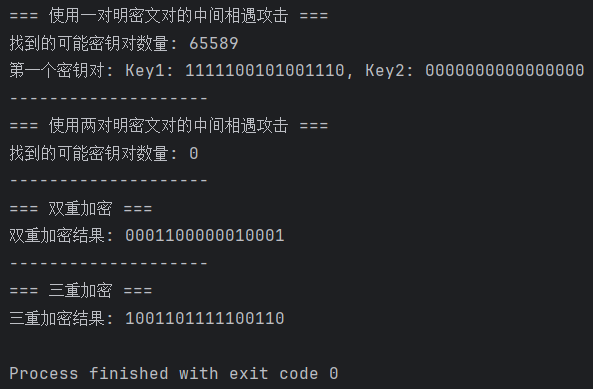 === 使用一对明密文对的中间相遇攻击 ===
找到的可能密钥对数量: 65589
第一个密钥对: Key1: 1111100101001110, Key2: 0000000000000000
--------------------
=== 使用两对明密文对的中间相遇攻击 ===
找到的可能密钥对数量: 0
--------------------
=== 双重加密 ===
双重加密结果: 0001100000010001
--------------------
=== 三重加密 ===
三重加密结果: 1001101111100110
Process finished with exit code 0